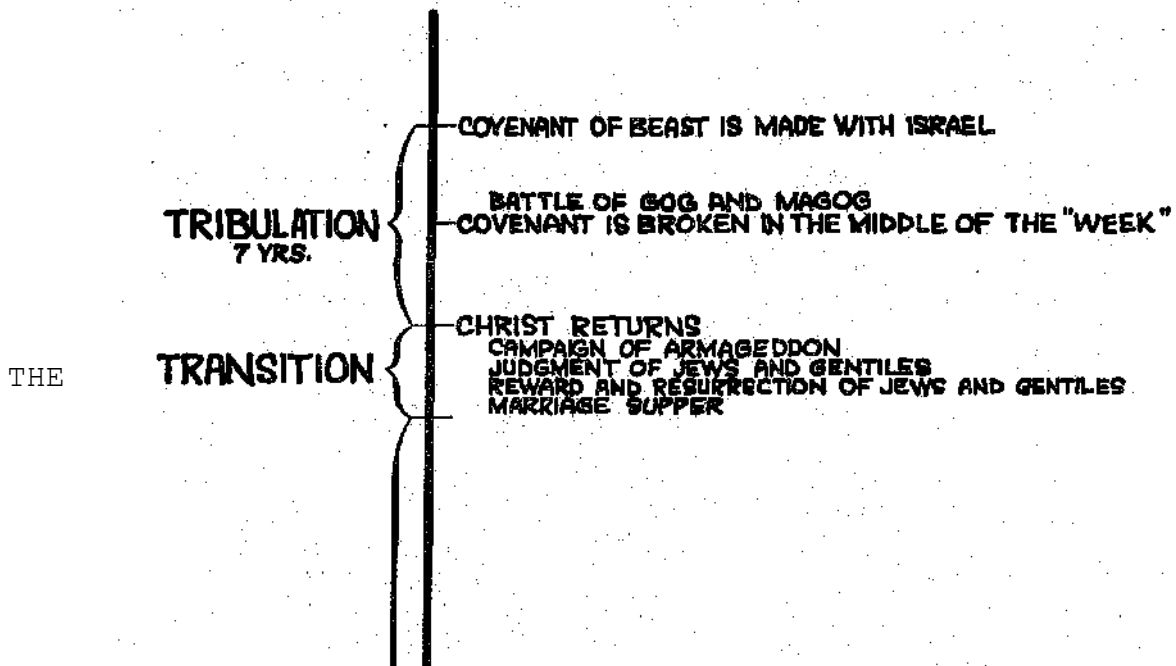 COVENANT OF BEAST IS MADE WITH ISRAEL
BATTLE OF GOG AND MAGOG
TRIBULATION
COVENANT IS BROKEN IN THE MIDDLE OF THE "WEEK"
7 YRS.
CHRIST RETURNS
CAMPAIGN OF ARMAGEDDON
THE
TRANSITION
JUDGMENT OF JEWS AND GENTILES
REWARD AND RESURRECTION OF JEWS AND GENTILES
MARRIAGE SUPPER